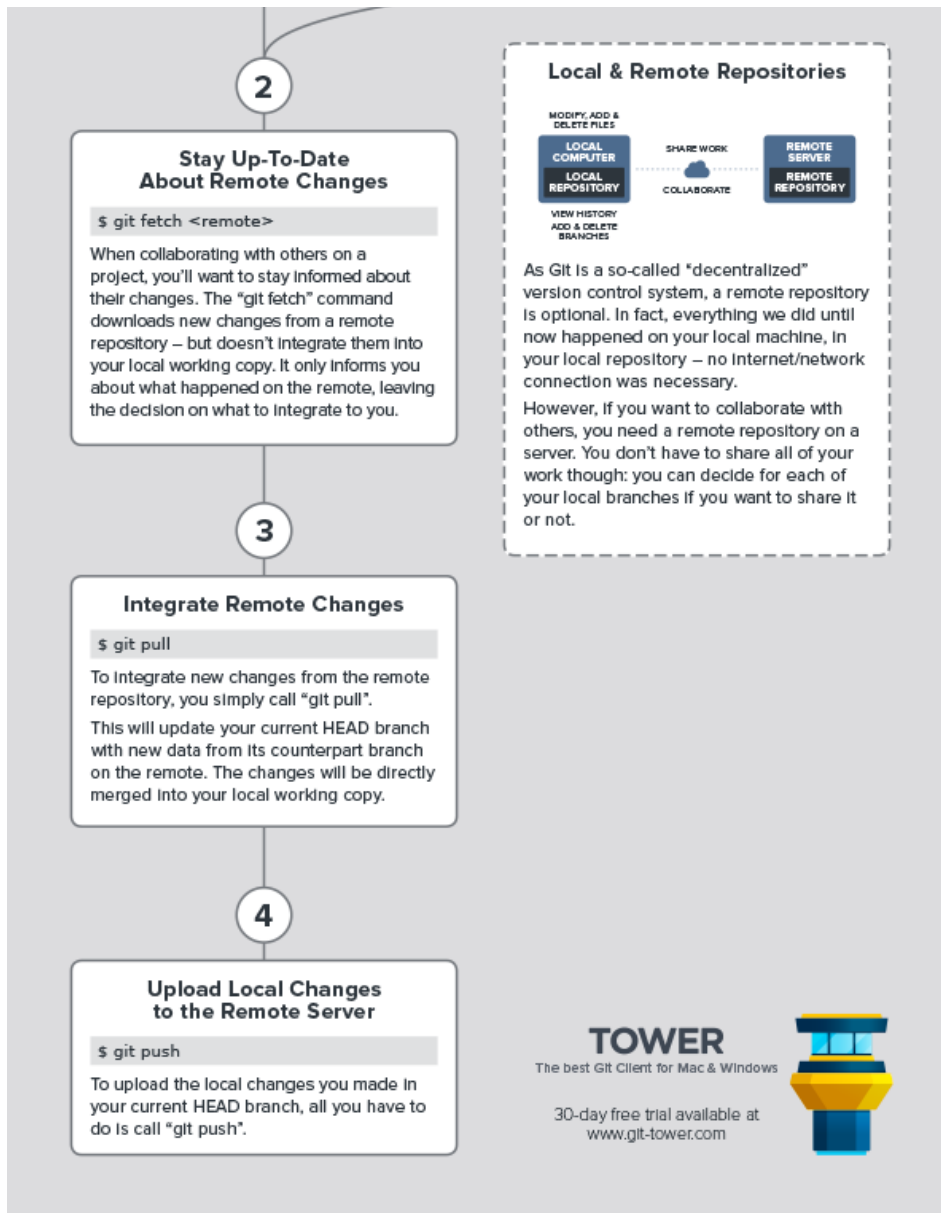 2
Stay Up-To-Date
About Remote Changes
$ git fetch <remote>
When collaborating with others on a
project, you’ll want to stay informed about
their changes. The “git fetch” command
downloads new changes from a remote
repository – but doesn’t integrate them into
your local working copy. It only informs you
about what happened on the remote, leaving
the decision on what to integrate to you.
3
Integrate Remote Changes
$ git pull
To integrate new changes from the remote
repository, you simply call “git pull”.
This will update your current HEAD branch
with new data from its counterpart branch
on the remote. The changes will be directly
merged into your local working copy.
4
Upload Local Changes
to the Remote Server
$ git push
To upload the local changes you made in
your current HEAD branch, all you have to
do is call “git push”.
Local & Remote Repositories
MODIFY, ADD &
DELETE FILES
LOCAL
COMPUTER
LOCAL
REPOSITORY
VIEW HISTORY
ADD & DELETE
BRANCHES
SHARE WORK
COLLABORATE
REMOTE
SERVER
REMOTE
REPOSITORY
As Git is a so-called “decentralized”
version control system, a remote repository
is optional. In fact, everything we did until
now happened on your local machine, in
your local repository – no internet/network
connection was necessary.
However, if you want to collaborate with
others, you need a remote repository on a
server. You don’t have to share all of your
work though: you can decide for each of
your local branches if you want to share it
or not.
TOWER
The best Git Client for Mac & Windows
30-day free trial available at
www.git-tower.com